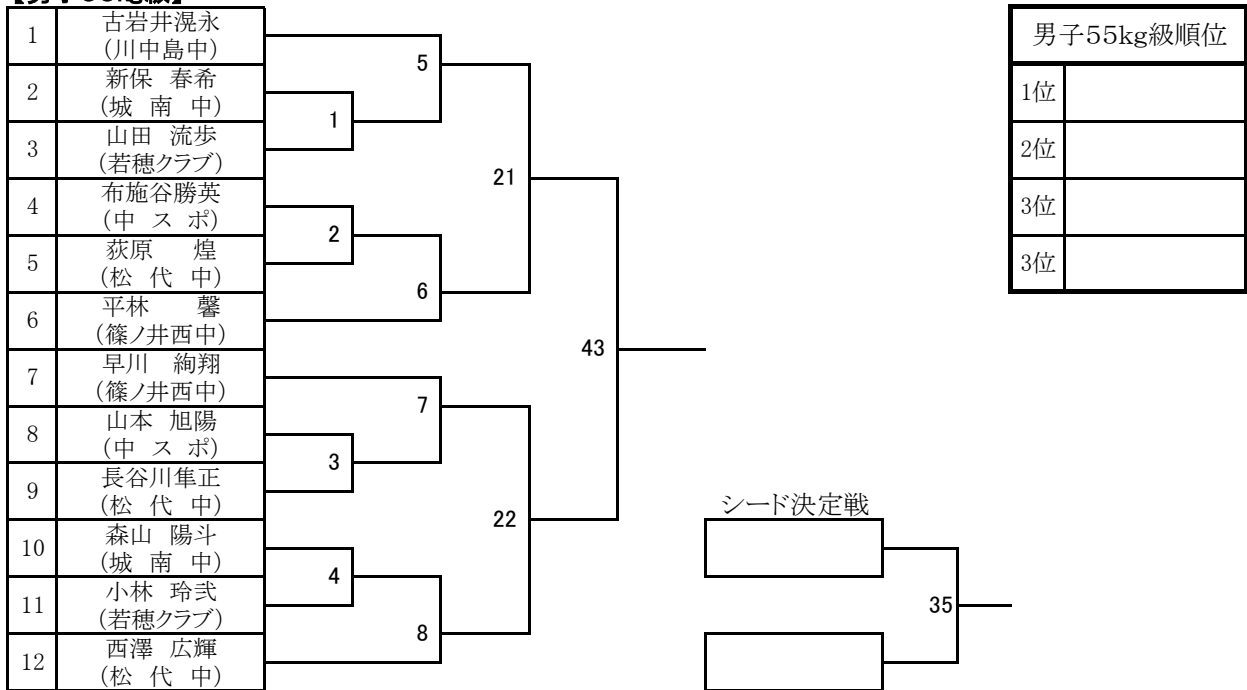 1 古岩井滉永
(川中島中)
2 新保 春希
(城 南 中)
3 山田 流歩
(若穂クラブ)
4 布施谷勝英
(中 ス ポ)
5 荻原 煌
(松 代 中)
6 平林 馨
(篠ノ井西中)
7 早川 絢翔
(篠ノ井西中)
8 山本 旭陽
(中 ス ポ)
9 長谷川隼正
(松 代 中)
10 森山 陽斗
(城 南 中)
11 小林 玲弐
(若穂クラブ)
12 西澤 広輝
(松 代 中)
5
1
21
2
6
43
7
3
22
4
8
男子55kg級順位
1位
2位
3位
3位
シード決定戦
35